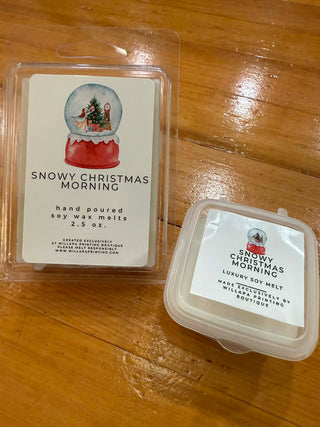 SNOWY CHRISTMAS
MORNING
hand poured
soy wax melts
2.5 oz.
CREATED EXCLUSIVELY
AT WILLAPA PRINTING BOUTIQUE
PLEASE MELT RESPONSIBLY
WWW.WILLAPAPRINTING.COM
SNOWY
CHRISTMAS
MORNING
LUXURY SOY MELT
MADE EXCLUSIVELY BY
WILLAPA PRINTING
BOUTIQUE